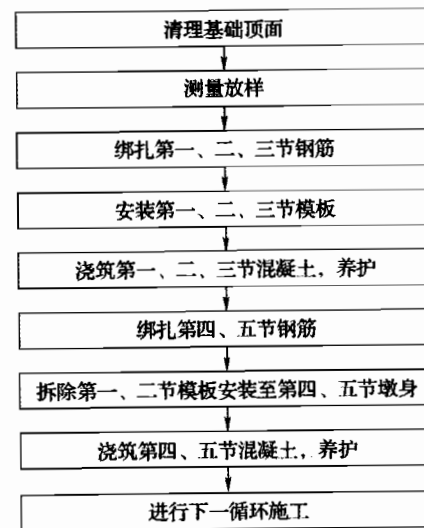 清理基础顶面
测量放样
绑扎第一、二、三节钢筋
安装第一、二、三节模板
浇筑第一、二、三节混凝土，养护
绑扎第四、五节钢筋
拆除第一、二节模板安装至第四、五节墩身
浇筑第四、五节混凝土，养护
进行下一循环施工